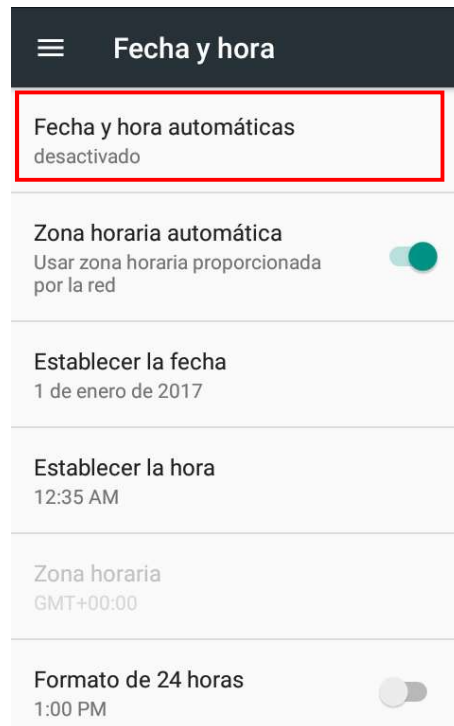 Fecha y hora
Fecha y hora automáticas
desactivado
Zona horaria automática
Usar zona horaria proporcionada
por la red
Establecer la fecha
1 de enero de 2017
Establecer la hora
12:35 AM
Zona horaria
GMT+00:00
Formato de 24 horas
1:00 PM